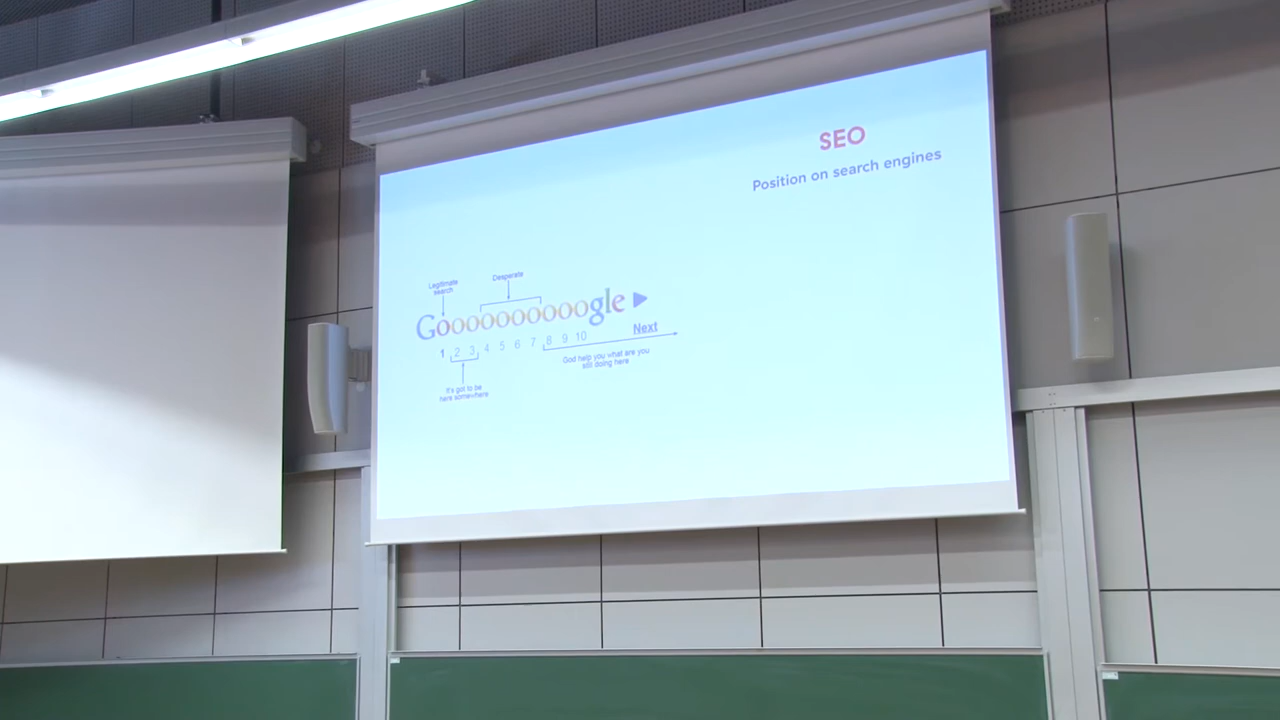 SEO
Position on search engines
Legitimate
search
Desperate
Goooooooooogle
1 2 3 4 5 6 7 8 9 10
Next
It's got to be
here somewhere
God help you what are you
still doing here